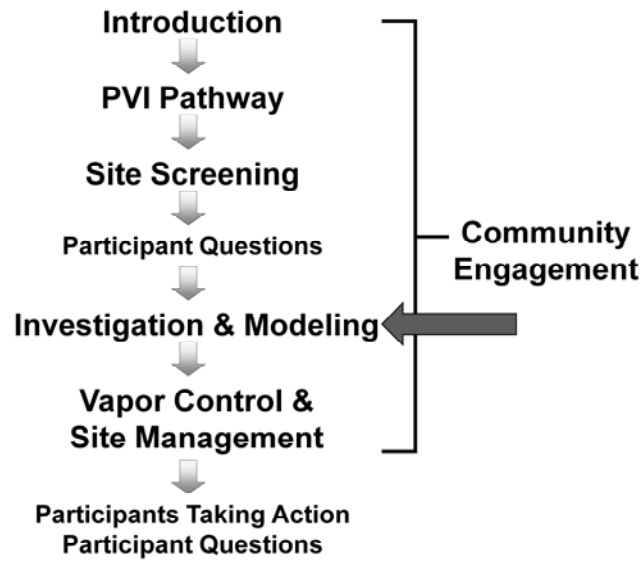 Introduction
PVI Pathway
Site Screening
Participant Questions
Investigation & Modeling
Vapor Control &
Site Management
Participants Taking Action
Participant Questions
Community
Engagement